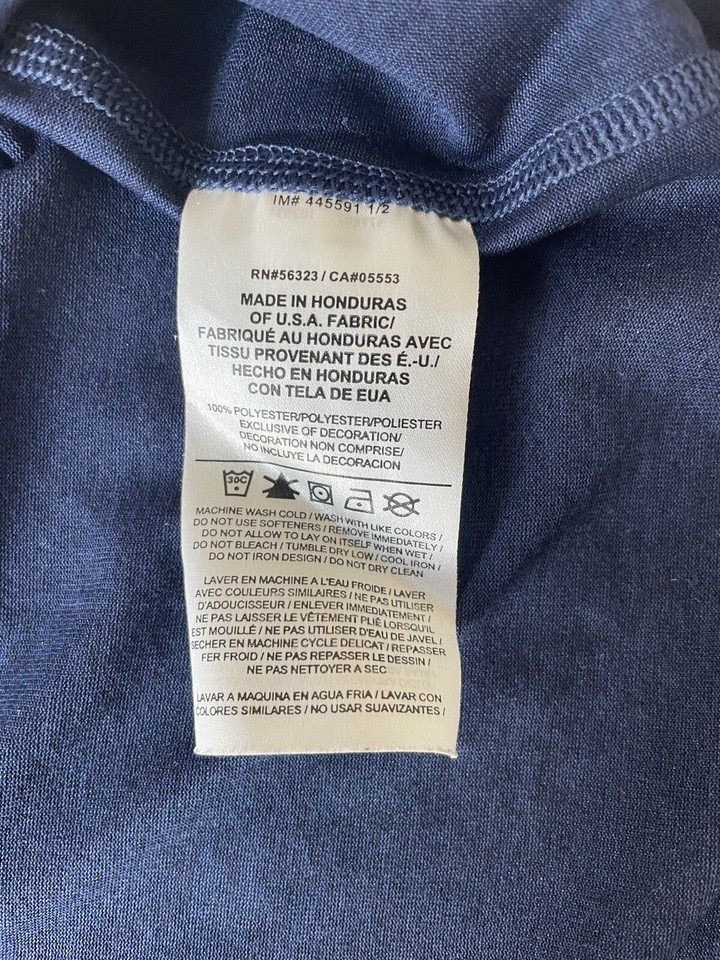 IM# 445591 1/2
RN#56323 / CA#05553
MADE IN HONDURAS
OF U.S.A. FABRIC/
FABRIQUÉ AU HONDURAS AVEC
TISSU PROVENANT DES É.-U./
HECHO EN HONDURAS
CON TELA DE EUA
100% POLYESTER/POLYESTER/POLIESTER
EXCLUSIVE OF DECORATION/
DECORATION NON COMPRISE/
NO INCLUYE LA DECORACION
30C
MACHINE WASH COLD / WASH WITH LIKE COLORS /
DO NOT USE SOFTENERS / REMOVE IMMEDIATELY /
DO NOT ALLOW TO LAY ON ITSELF WHEN WET /
DO NOT BLEACH / TUMBLE DRY LOW / COOL IRON /
DO NOT IRON DESIGN / DO NOT DRY CLEAN
LAVER EN MACHINE A L'EAU FROIDE / LAVER
AVEC COULEURS SIMILAIRES / NE PAS UTILISER
D'ADOUCISSEUR / ENLEVER IMMEDIATEMENT /
NE PAS LAISSER LE VÊTEMENT PLIÉ LORSQU'IL
EST MOUILLÉ / NE PAS UTILISER D'EAU DE JAVEL /
SECHER EN MACHINE CYCLE DELICAT / REPASSER
FER FROID / NE PAS REPASSER LE DESSIN /
NE PAS NETTOYER A SEC
LAVAR A MAQUINA EN AGUA FRIA / LAVAR CON
COLORES SIMILARES / NO USAR SUAVIZANTES /